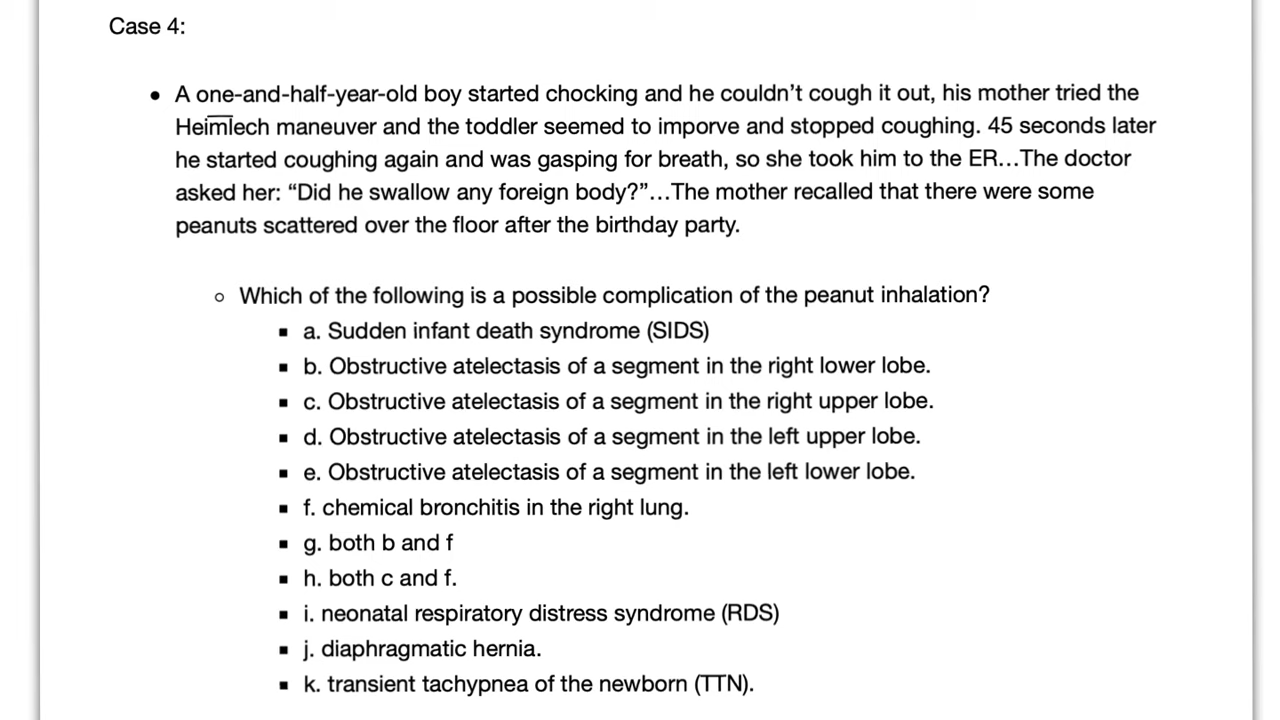 Case 4:
• A one-and-half-year-old boy started chocking and he couldn’t cough it out, his mother tried the
Heimlech maneuver and the toddler seemed to imporve and stopped coughing. 45 seconds later
he started coughing again and was gasping for breath, so she took him to the ER…The doctor
asked her: “Did he swallow any foreign body?”…The mother recalled that there were some
peanuts scattered over the floor after the birthday party.
○ Which of the following is a possible complication of the peanut inhalation?
▪ a. Sudden infant death syndrome (SIDS)
▪ b. Obstructive atelectasis of a segment in the right lower lobe.
▪ c. Obstructive atelectasis of a segment in the right upper lobe.
▪ d. Obstructive atelectasis of a segment in the left upper lobe.
▪ e. Obstructive atelectasis of a segment in the left lower lobe.
▪ f. chemical bronchitis in the right lung.
▪ g. both b and f
▪ h. both c and f.
▪ i. neonatal respiratory distress syndrome (RDS)
▪ j. diaphragmatic hernia.
▪ k. transient tachypnea of the newborn (TTN).